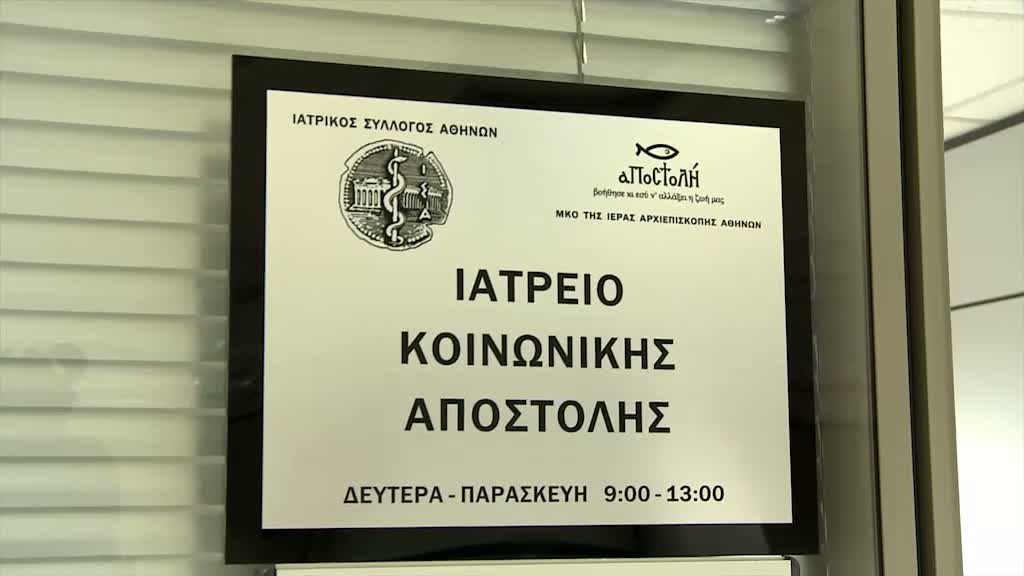 ΙΑΤΡΙΚΟΣ ΣΥΛΛΟΓΟΣ ΑΘΗΝΩΝ
Ι Σ Α
αποστολή
βοήθησε κι εσύ ν' αλλάξει η ζωή μας
ΜΚΟ ΤΗΣ ΙΕΡΑΣ ΑΡΧΙΕΠΙΣΚΟΠΗΣ ΑΘΗΝΩΝ
ΙΑΤΡΕΙΟ
ΚΟΙΝΩΝΙΚΗΣ
ΑΠΟΣΤΟΛΗΣ
ΔΕΥΤΕΡΑ - ΠΑΡΑΣΚΕΥΗ 9:00 - 13:00